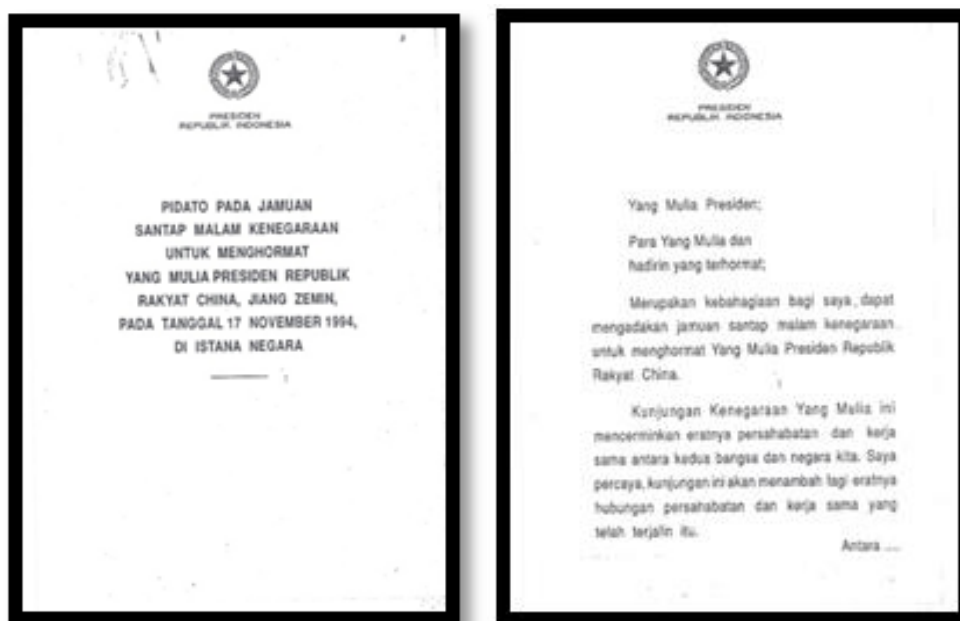 PRESIDEN
REPUBLIK INDONESIA
PIDATO PADA JAMUAN
SANTAP MALAM KENEGARAAN
UNTUK MENGHORMAT
YANG MULIA PRESIDEN REPUBLIK
RAKYAT CHINA, JIANG ZEMIN,
PADA TANGGAL 17 NOVEMBER 1994,
DI ISTANA NEGARA
PRESIDEN
REPUBLIK INDONESIA
Yang Mulia Presiden;
Para Yang Mulia dan
hadirin yang terhormat;
Merupakan kebahagiaan bagi saya dapat
mengadakan jamuan santap malam kenegaraan
untuk menghormat Yang Mulia Presiden Republik
Rakyat China.
Kunjungan Kenegaraan Yang Mulia ini
mencerminkan eratnya persahabatan dan kerja
sama antara kedua bangsa dan negara kita. Saya
percaya, kunjungan ini akan menambah lagi eratnya
hubungan persahabatan dan kerja sama yang
telah terjalin itu.
Antara ....